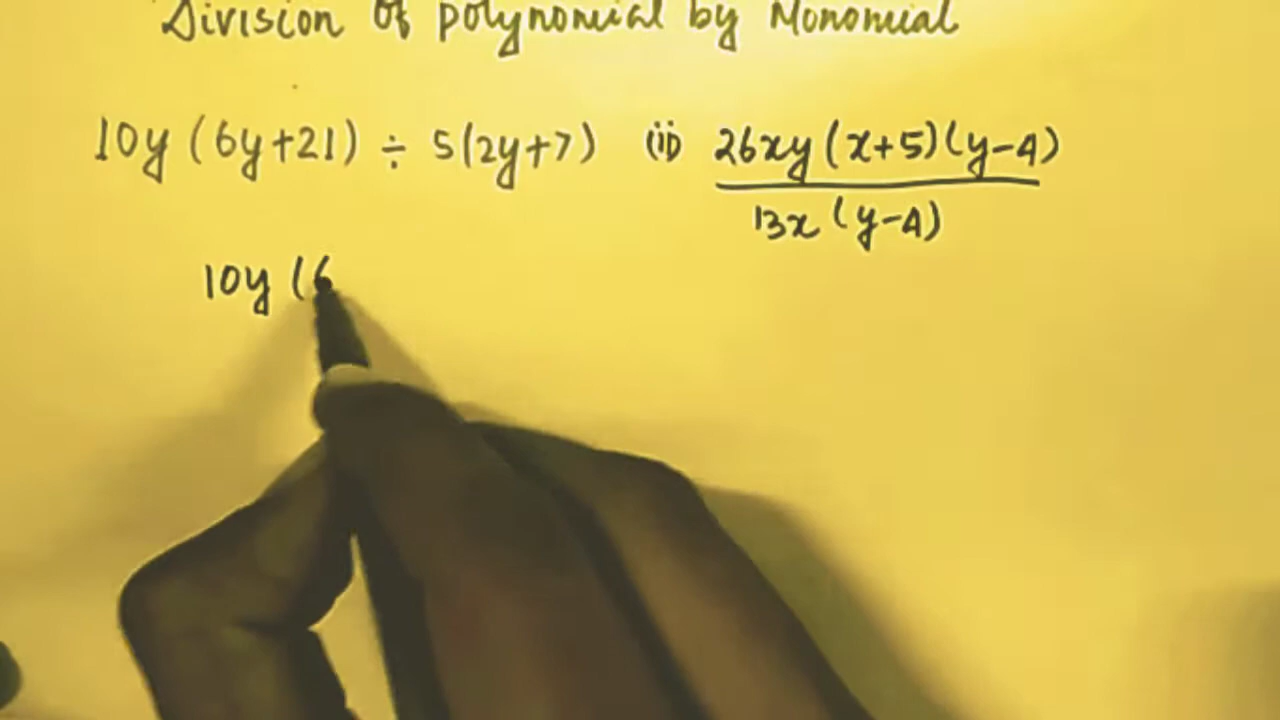 Division of polynomial by Monomial
10y (6y+21) ÷ 5(2y+7) (ii) 26xy(x+5)(y-4)
13x(y-4)
10y (6